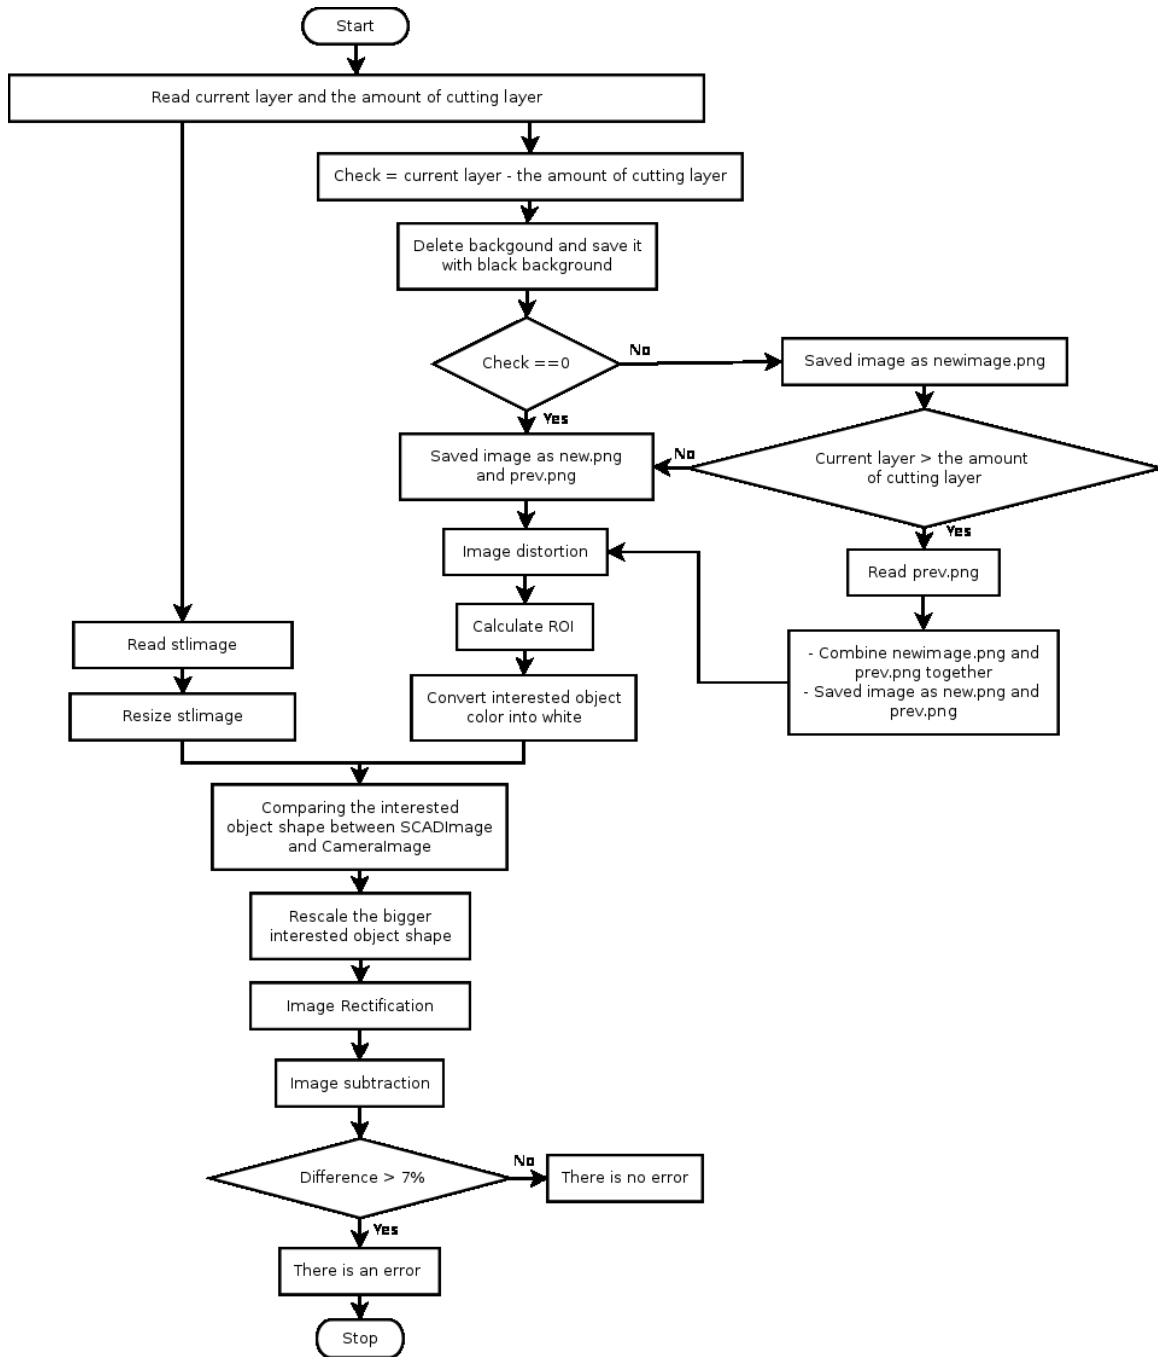 Start
Read current layer and the amount of cutting layer
Check = current layer - the amount of cutting layer
Delete backgound and save it
with black background
Check ==0
No
Saved image as newimage.png
Yes
Saved image as new.png
and prev.png
No
Current layer > the amount
of cutting layer
Yes
Image distortion
Read prev.png
Calculate ROI
Read stlimage
- Combine newimage.png and
prev.png together
- Saved image as new.png and
prev.png
Resize stlimage
Convert interested object
color into white
Comparing the interested
object shape between SCADImage
and CameraImage
Rescale the bigger
interested object shape
Image Rectification
Image subtraction
Difference > 7%
No
There is no error
Yes
There is an error
Stop